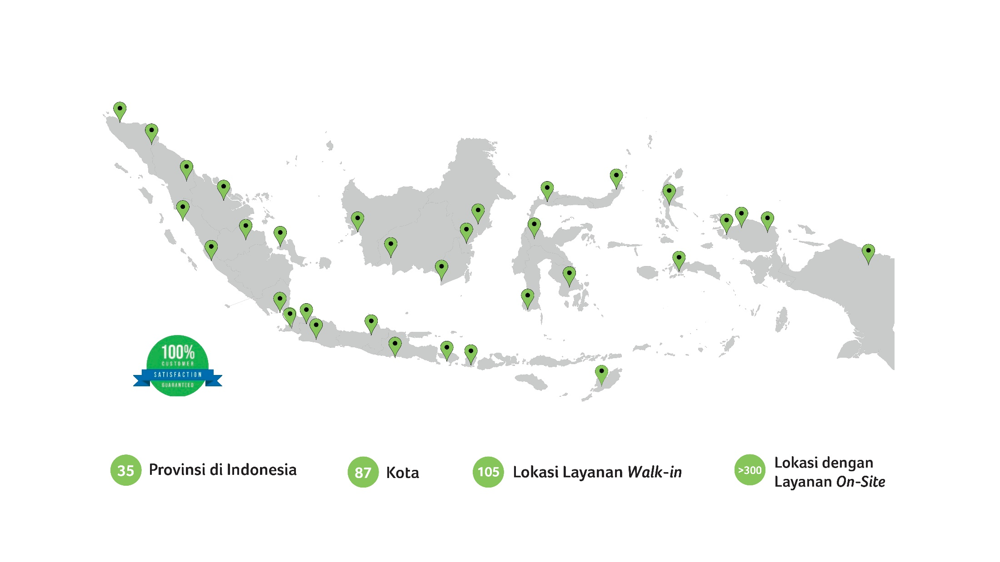 100%
CUSTOMER
SATISFACTION
GUARANTEED
35 Provinsi di Indonesia
87 Kota
105 Lokasi Layanan Walk-in
>300 Lokasi dengan
Layanan On-Site